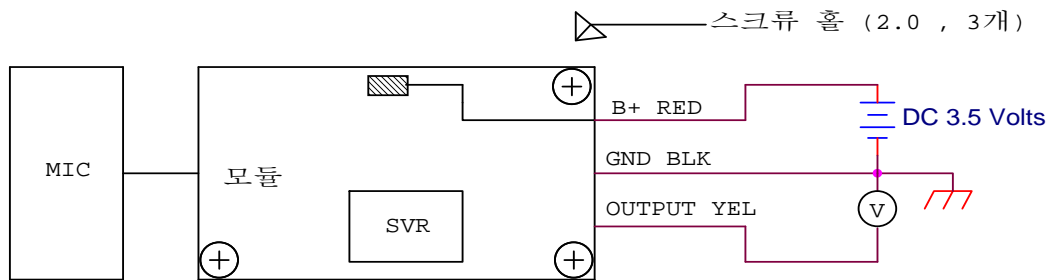 스크류 홀 (2.0 , 3개)
B+ RED
DC 3.5 Volts
MIC
모듈
GND BLK
SVR
OUTPUT YEL
V